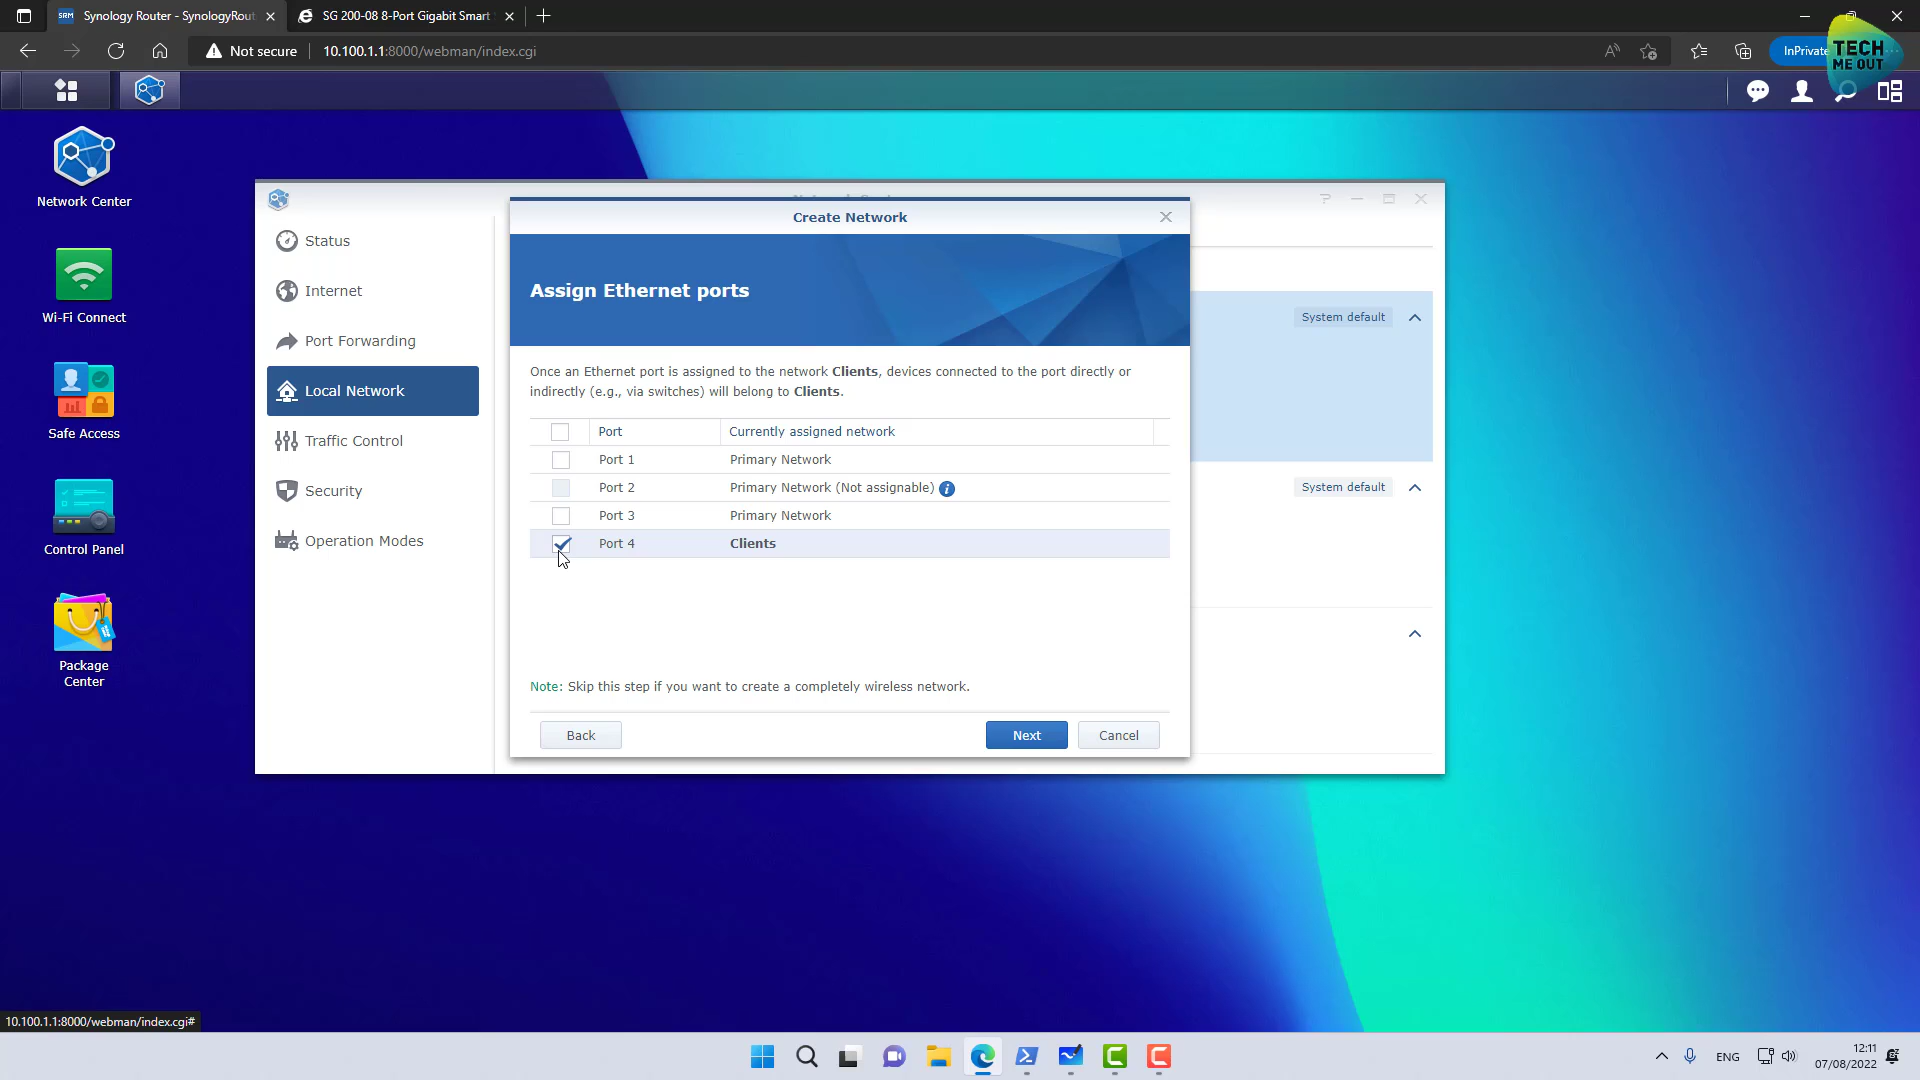 Synology Router - SynologyRout
SG 200-08 8-Port Gigabit Smart
Not secure
10.100.1.1:8000/webman/index.cgi
InPrivate
TECH
ME OUT
Network Center
Wi-Fi Connect
Safe Access
Control Panel
Package
Center
Status
Internet
Port Forwarding
Local Network
Traffic Control
Security
Operation Modes
Create Network
Assign Ethernet ports
Once an Ethernet port is assigned to the network Clients, devices connected to the port directly or
indirectly (e.g., via switches) will belong to Clients.
Port Currently assigned network
Port 1 Primary Network
Port 2 Primary Network (Not assignable)
Port 3 Primary Network
Port 4 Clients
Note: Skip this step if you want to create a completely wireless network.
Back
Next
Cancel
System default
System default
10.100.1.1:8000/webman/index.cgi#
ENG
12:11
07/08/2022